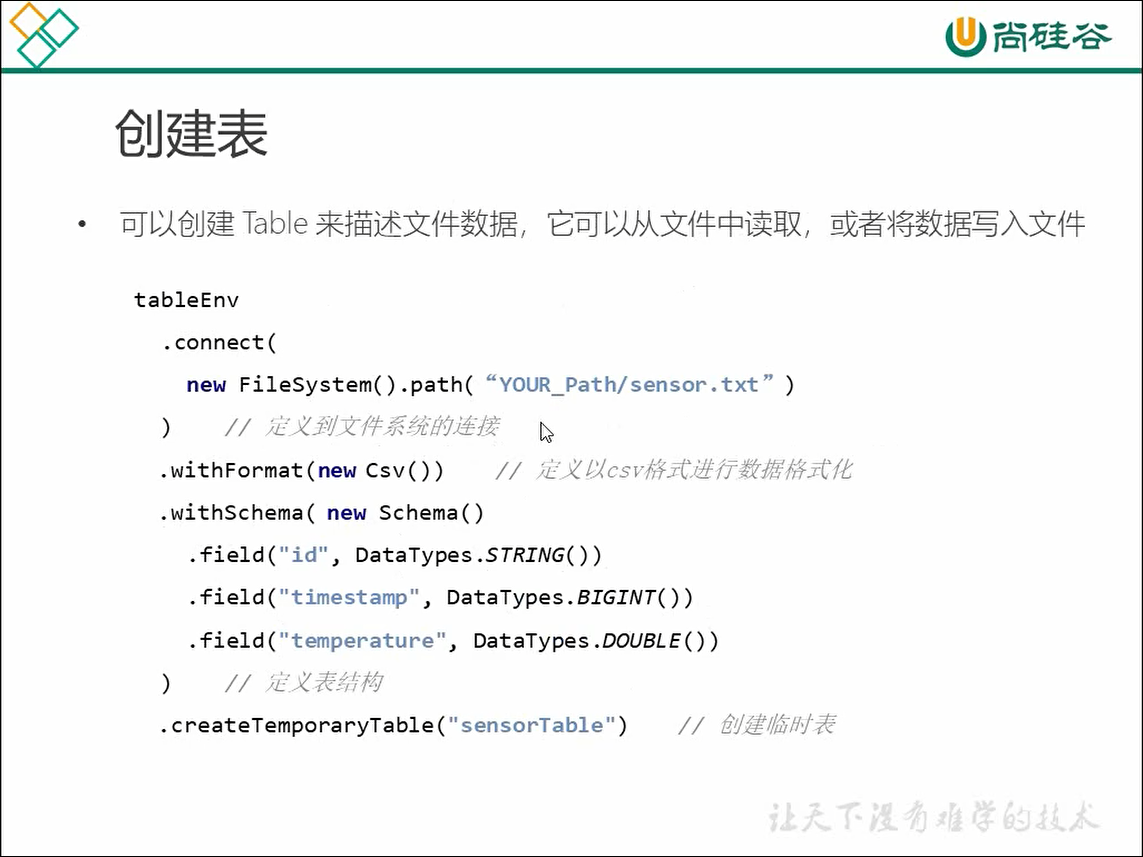 尚硅谷
创建表
• 可以创建 Table 来描述文件数据，它可以从文件中读取，或者将数据写入文件
tableEnv
.connect(
new FileSystem().path(“YOUR_Path/sensor.txt”)
) // 定义到文件系统的连接
.withFormat(new Csv()) // 定义以csv格式进行数据格式化
.withSchema( new Schema()
.field("id", DataTypes.STRING())
.field("timestamp", DataTypes.BIGINT())
.field("temperature", DataTypes.DOUBLE())
) // 定义表结构
.createTemporaryTable("sensorTable") // 创建临时表
让天下没有难学的技术